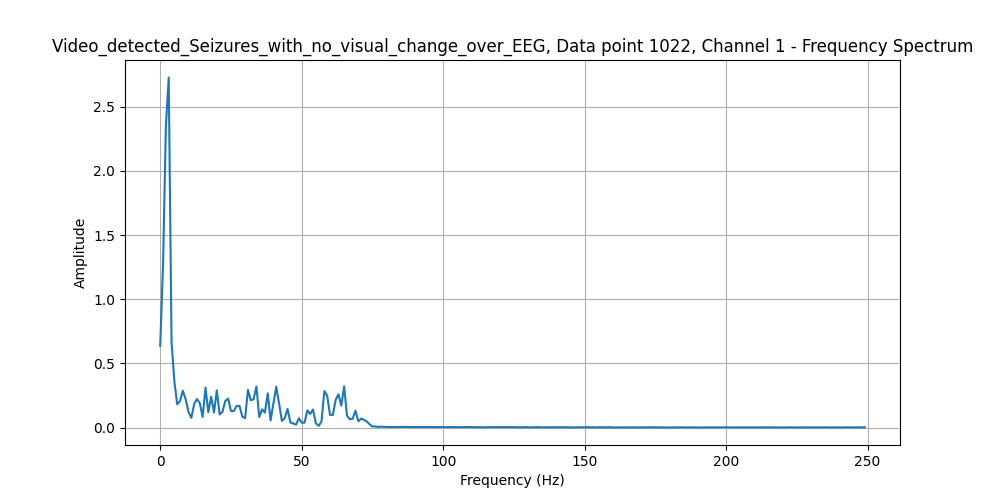 Video_detected_Seizures_with_no_visual_change_over_EEG, Data point 1022, Channel 1 - Frequency Spectrum
2.5
2.0
1.5
1.0
0.5
0.0
Amplitude
0 50 100 150 200 250
Frequency (Hz)